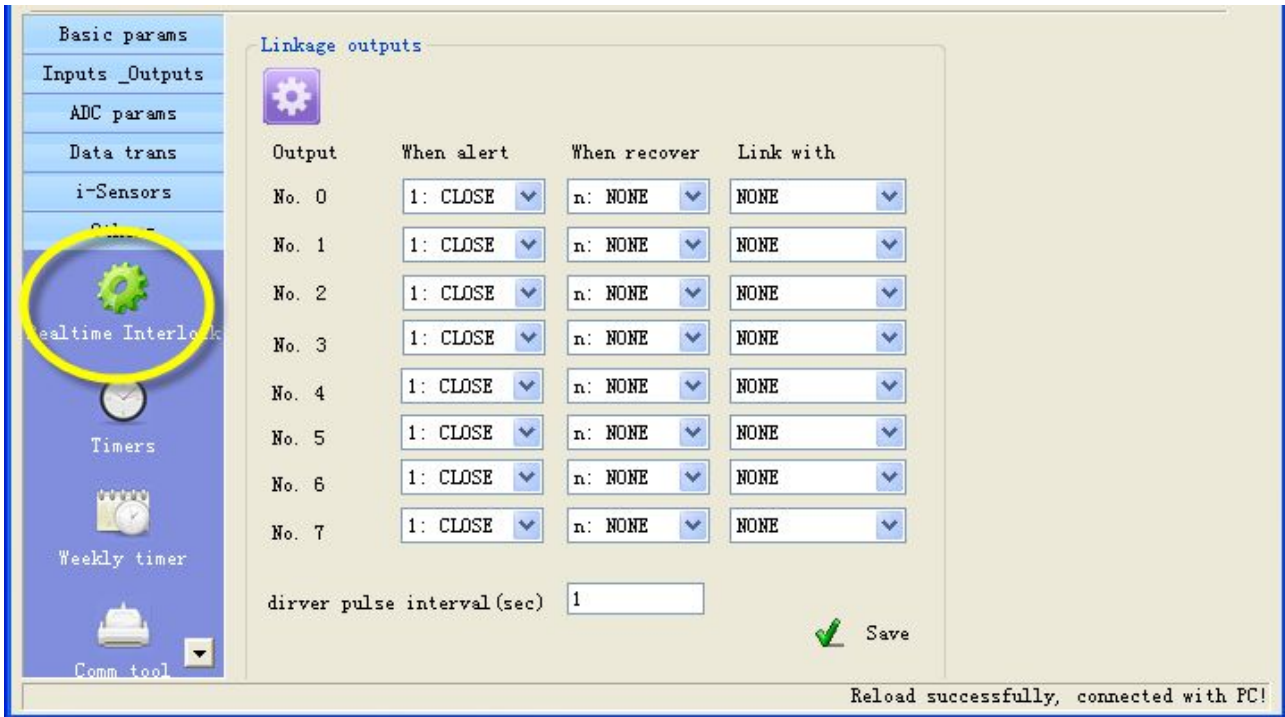 Basic params
Inputs _Outputs
ADC params
Data trans
i-Sensors
Realtime Interlock
Timers
Weekly timer
Comm tool
Linkage outputs
Output When alert When recover Link with
No. 0 1: CLOSE n: NONE NONE
No. 1 1: CLOSE n: NONE NONE
No. 2 1: CLOSE n: NONE NONE
No. 3 1: CLOSE n: NONE NONE
No. 4 1: CLOSE n: NONE NONE
No. 5 1: CLOSE n: NONE NONE
No. 6 1: CLOSE n: NONE NONE
No. 7 1: CLOSE n: NONE NONE
dirver pulse interval(sec) 1
Save
Reload successfully, connected with PC!